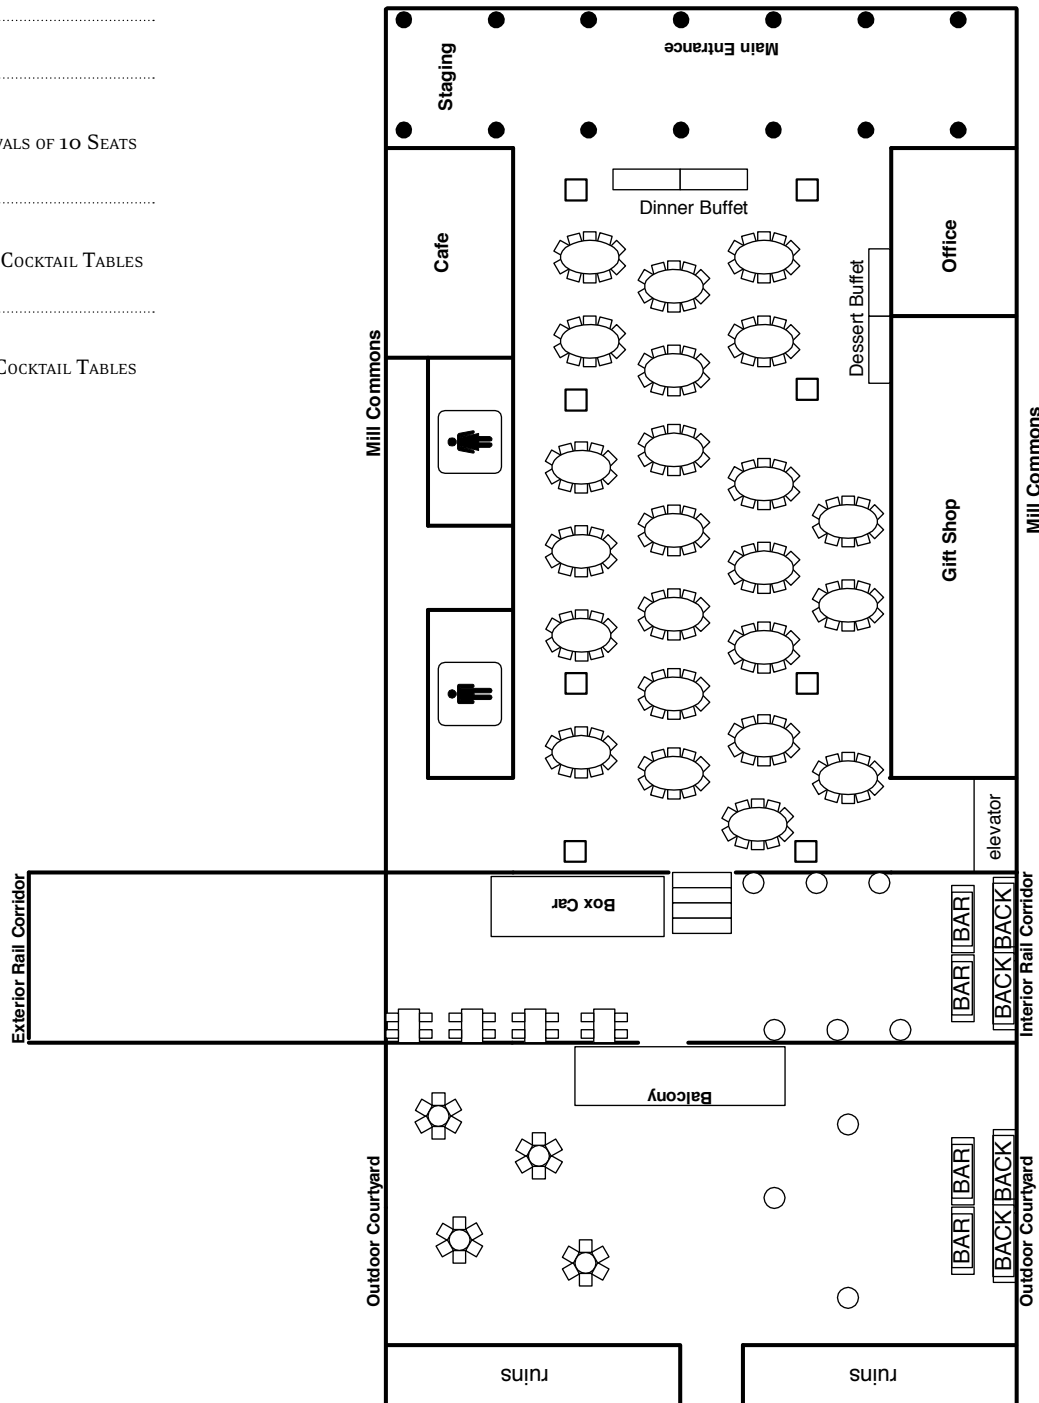 VALS OF 10 SEATS
COCKTAIL TABLES
COCKTAIL TABLES
Main Entrance
Staging
Dinner Buffet
Cafe
Office
Dessert Buffet
Mill Commons
Gift Shop
Mill Commons
elevator
Exterior Rail Corridor
Box Car
BAR
BAR
BACK
BACK
Interior Rail Corridor
Balcony
Outdoor Courtyard
BAR
BAR
BACK
BACK
Outdoor Courtyard
ruins
ruins